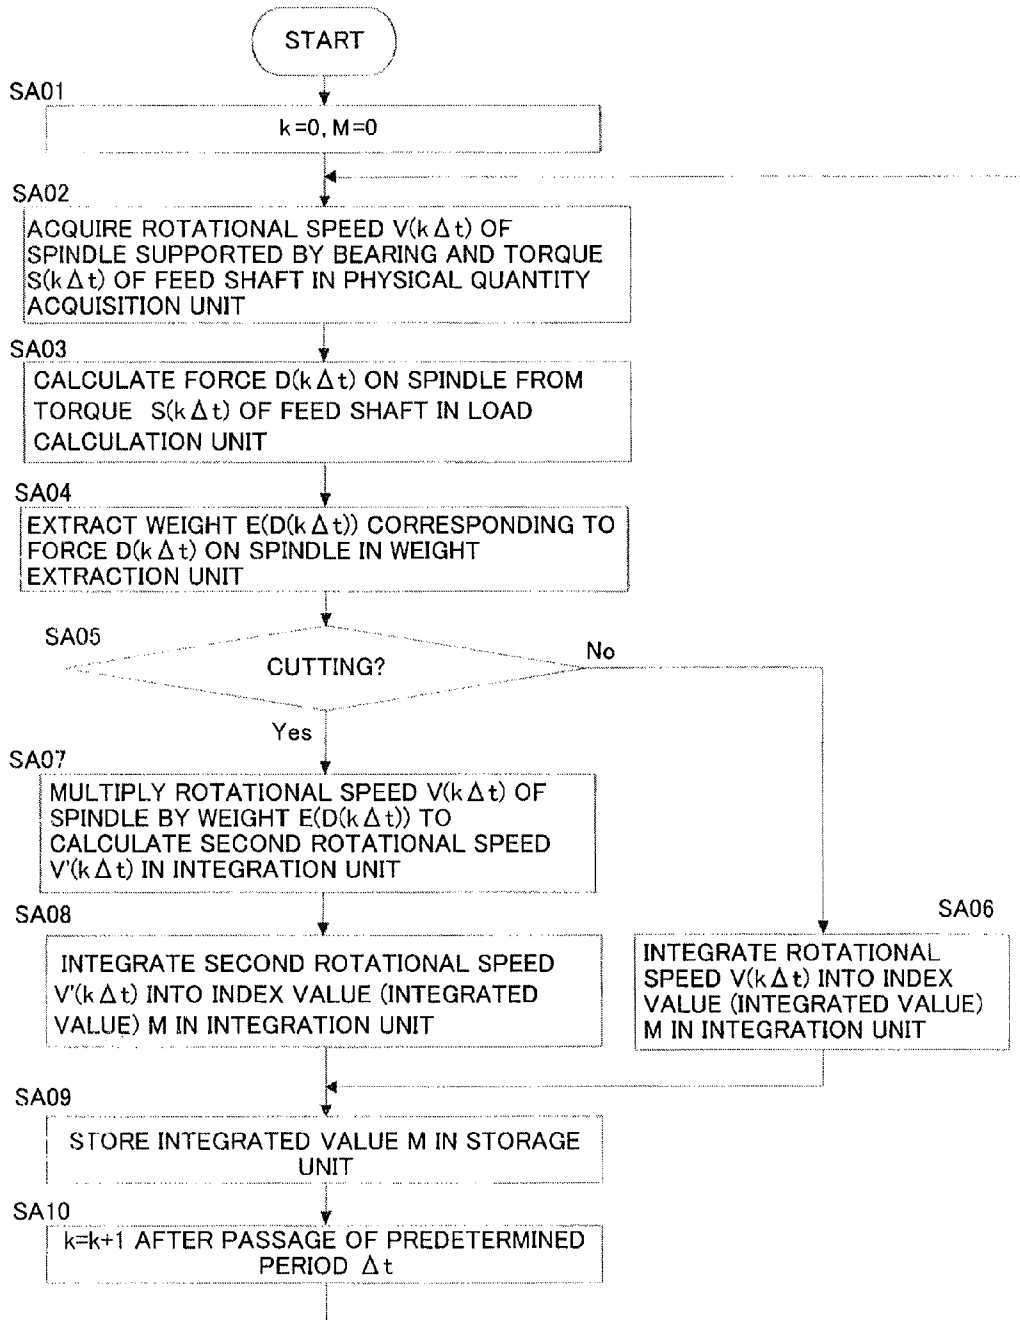 START
SA01
k=0, M=0
SA02
ACQUIRE ROTATIONAL SPEED V(kΔt) OF
SPINDLE SUPPORTED BY BEARING AND TORQUE
S(kΔt) OF FEED SHAFT IN PHYSICAL QUANTITY
ACQUISITION UNIT
SA03
CALCULATE FORCE D(kΔt) ON SPINDLE FROM
TORQUE S(kΔt) OF FEED SHAFT IN LOAD
CALCULATION UNIT
SA04
EXTRACT WEIGHT E(D(kΔt)) CORRESPONDING TO
FORCE D(kΔt) ON SPINDLE IN WEIGHT
EXTRACTION UNIT
SA05
CUTTING?
No
Yes
SA07
MULTIPLY ROTATIONAL SPEED V(kΔt) OF
SPINDLE BY WEIGHT E(D(kΔt)) TO
CALCULATE SECOND ROTATIONAL SPEED
V'(kΔt) IN INTEGRATION UNIT
SA08
INTEGRATE SECOND ROTATIONAL SPEED
V'(kΔt) INTO INDEX VALUE (INTEGRATED
VALUE) M IN INTEGRATION UNIT
SA06
INTEGRATE ROTATIONAL
SPEED V(kΔt) INTO INDEX
VALUE (INTEGRATED VALUE)
M IN INTEGRATION UNIT
SA09
STORE INTEGRATED VALUE M IN STORAGE
UNIT
SA10
k=k+1 AFTER PASSAGE OF PREDETERMINED
PERIOD Δt